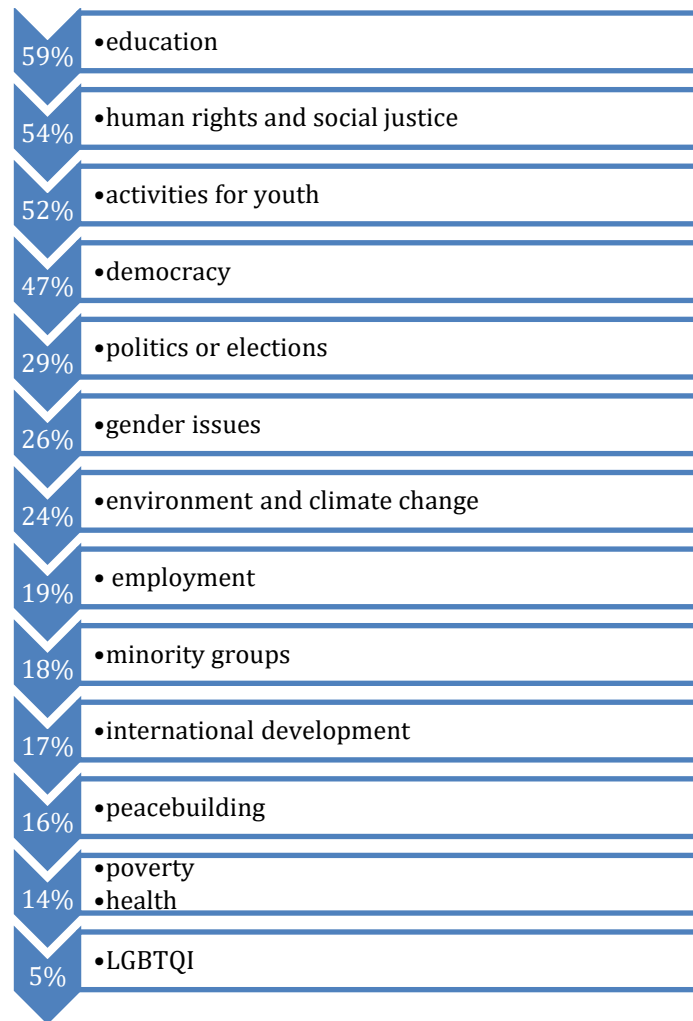 59%
•education
54%
•human rights and social justice
52%
•activities for youth
47%
•democracy
29%
•politics or elections
26%
•gender issues
24%
•environment and climate change
19%
• employment
18%
•minority groups
17%
•international development
16%
•peacebuilding
14%
•poverty
•health
5%
•LGBTQI